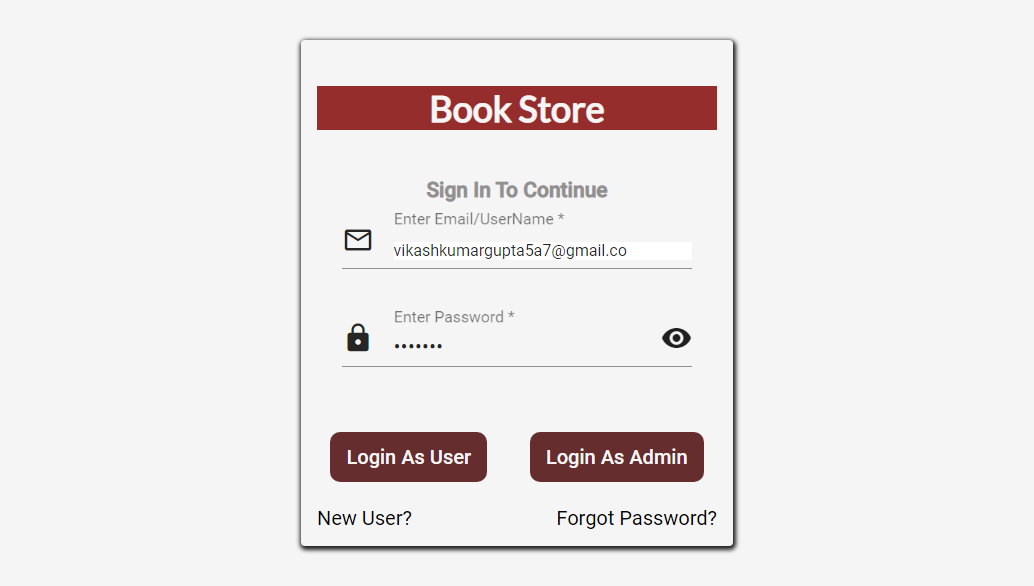 Book Store
Sign In To Continue
Enter Email/UserName *
vikashkumargupta5a7@gmail.co
Enter Password *
•••••••
Login As User Login As Admin
New User? Forgot Password?